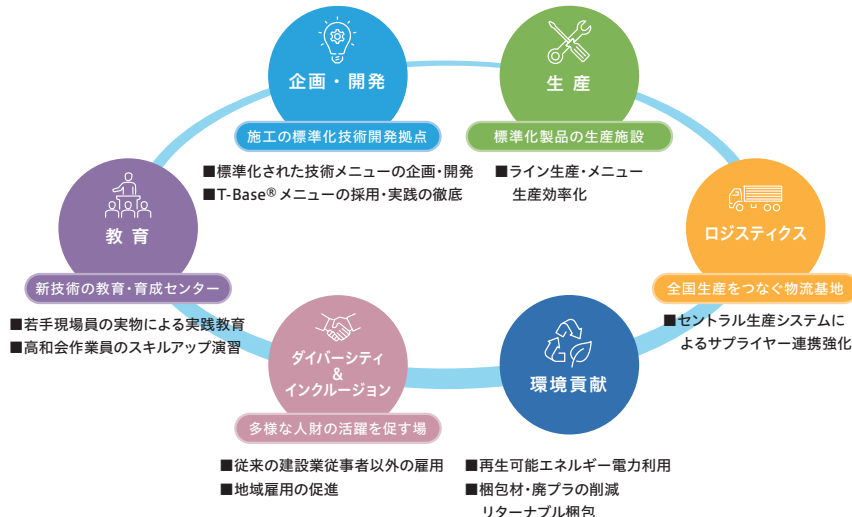 企画・開発
施工の標準化技術開発拠点
■標準化された技術メニューの企画・開発
■T-Base®メニューの採用・実践の徹底
生産
標準化製品の生産施設
■ライン生産・メニュー
生産効率化
教育
新技術の教育・育成センター
■若手現場員の実物による実践教育
■高和会作業員のスキルアップ演習
ロジスティクス
全国生産をつなぐ物流基地
■セントラル生産システムに
よるサプライヤー連携強化
ダイバーシティ
&
インクルージョン
多様な人財の活躍を促す場
■従来の建設業従事者以外の雇用
■地域雇用の促進
環境貢献
■再生可能エネルギー電力利用
■梱包材・廃プラの削減
リターナブル梱包